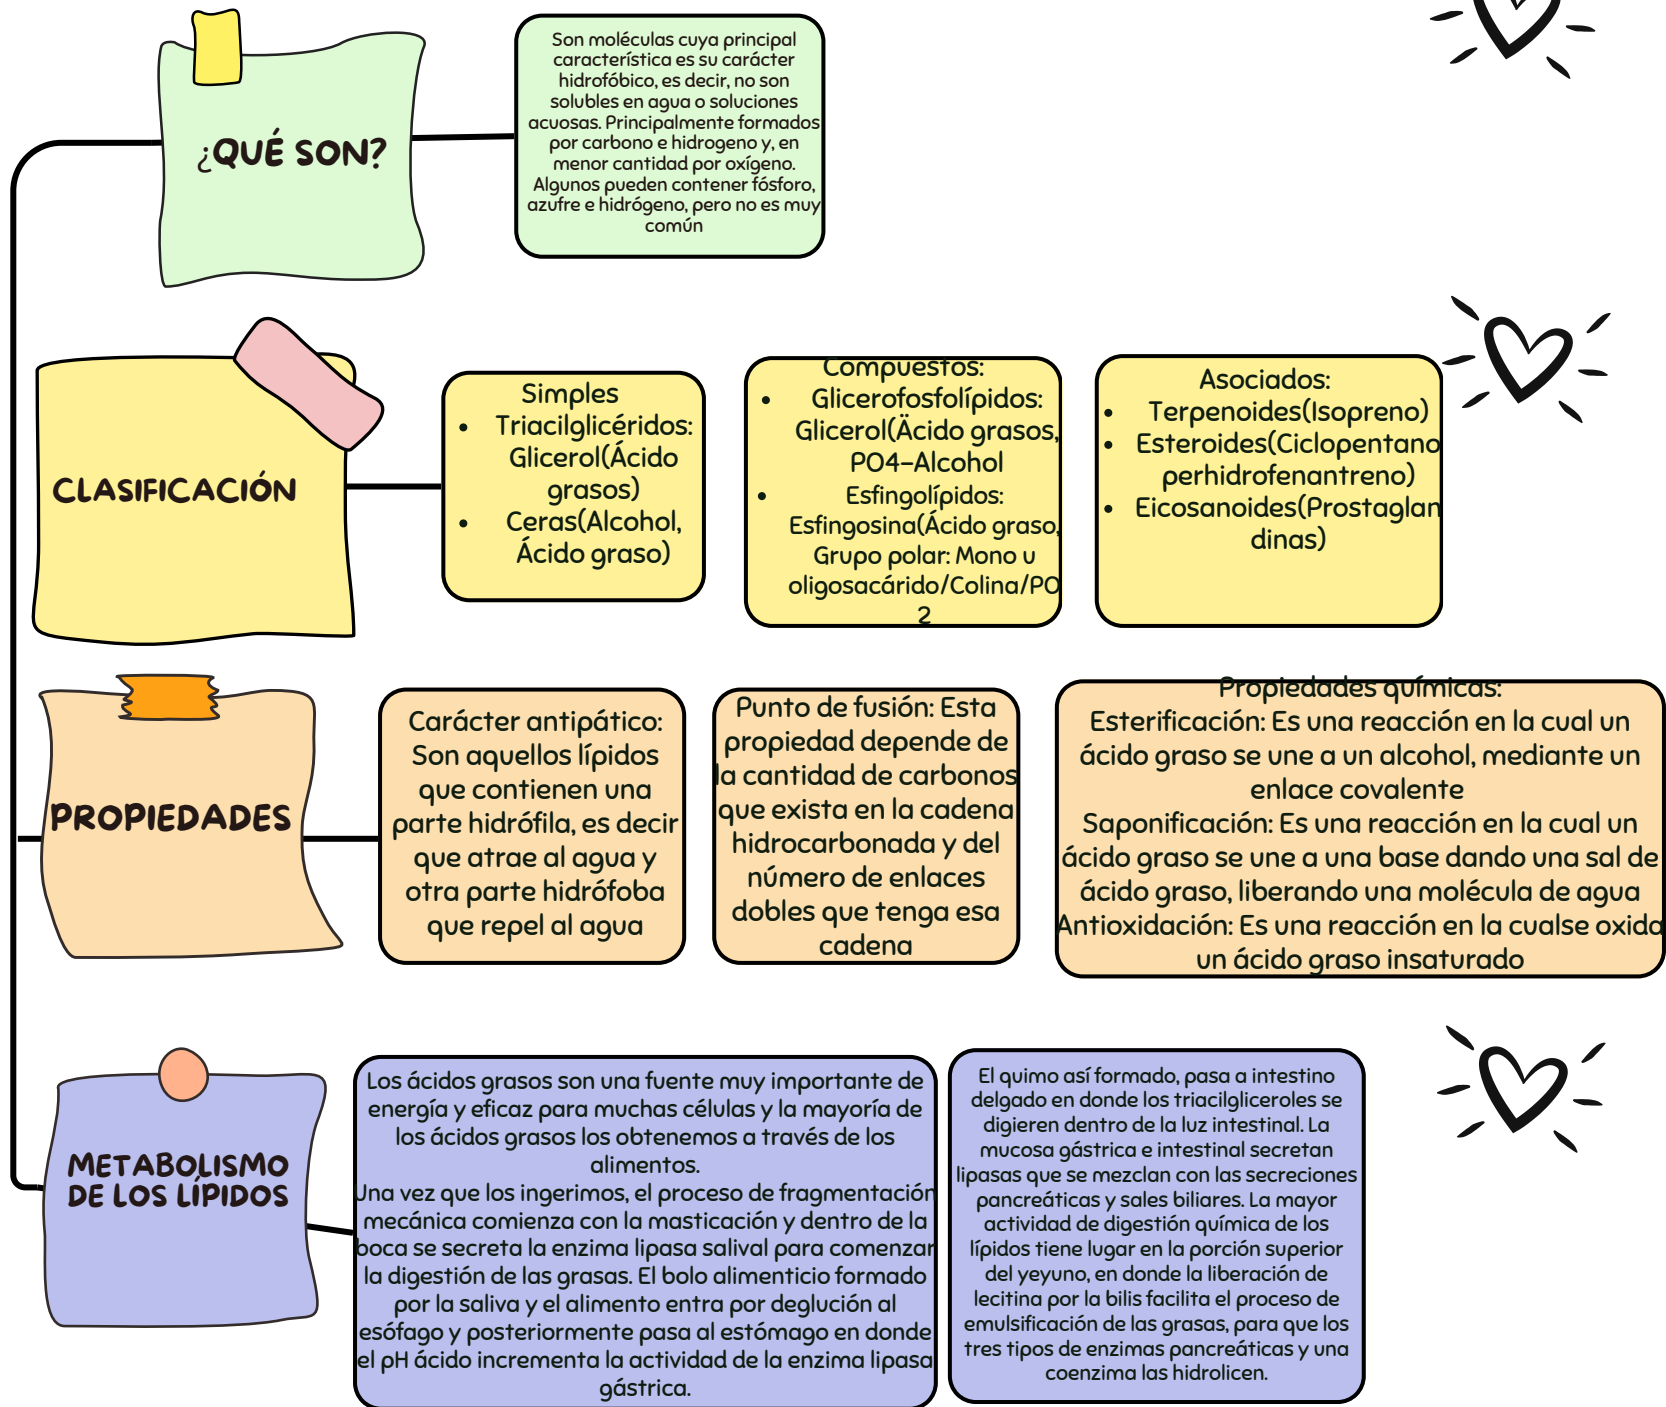 ¿QUÉ SON?
Son moléculas cuya principal
característica es su carácter
hidrofóbico, es decir, no son
solubles en agua o soluciones
acuosas. Principalmente formados
por carbono e hidrogeno y, en
menor cantidad por oxígeno.
Algunos pueden contener fósforo,
azufre e hidrógeno, pero no es muy
común
CLASIFICACIÓN
Simples
• Triacilglicéridos:
Glicerol(Ácido
grasos)
• Ceras(Alcohol,
Ácido graso)
Compuestos:
• Glicerofosfolípidos:
Glicerol(Äcido grasos,
PO4-Alcohol
• Esfingolípidos:
Esfingosina(Ácido graso,
Grupo polar: Mono u
oligosacárido/Colina/PO
2
Asociados:
• Terpenoides(Isopreno)
• Esteroides(Ciclopentano
perhidrofenantreno)
• Eicosanoides(Prostaglan
dinas)
PROPIEDADES
Carácter antipático:
Son aquellos lípidos
que contienen una
parte hidrófila, es decir
que atrae al agua y
otra parte hidrófoba
que repel al agua
Punto de fusión: Esta
propiedad depende de
la cantidad de carbonos
que exista en la cadena
hidrocarbonada y del
número de enlaces
dobles que tenga esa
cadena
Propiedades químicas:
Esterificación: Es una reacción en la cual un
ácido graso se une a un alcohol, mediante un
enlace covalente
Saponificación: Es una reacción en la cual un
ácido graso se une a una base dando una sal de
ácido graso, liberando una molécula de agua
Antioxidación: Es una reacción en la cualse oxida
un ácido graso insaturado
METABOLISMO
DE LOS LÍPIDOS
Los ácidos grasos son una fuente muy importante de
energía y eficaz para muchas células y la mayoría de
los ácidos grasos los obtenemos a través de los
alimentos.
Una vez que los ingerimos, el proceso de fragmentación
mecánica comienza con la masticación y dentro de la
boca se secreta la enzima lipasa salival para comenzar
la digestión de las grasas. El bolo alimenticio formado
por la saliva y el alimento entra por deglución al
esófago y posteriormente pasa al estómago en donde
el pH ácido incrementa la actividad de la enzima lipasa
gástrica.
El quimo así formado, pasa a intestino
delgado en donde los triacilgliceroles se
digieren dentro de la luz intestinal. La
mucosa gástrica e intestinal secretan
lipasas que se mezclan con las secreciones
pancreáticas y sales biliares. La mayor
actividad de digestión química de los
lípidos tiene lugar en la porción superior
del yeyuno, en donde la liberación de
lecitina por la bilis facilita el proceso de
emulsificación de las grasas, para que los
tres tipos de enzimas pancreáticas y una
coenzima las hidrolicen.